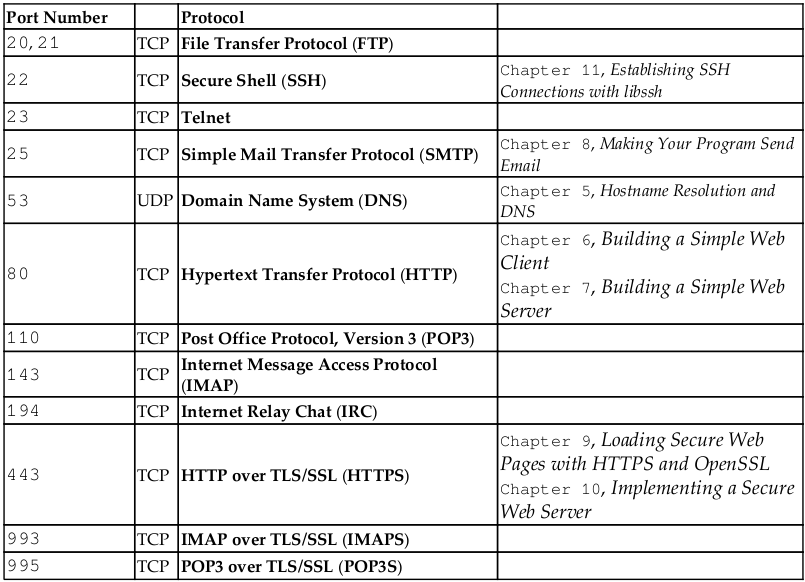 Port Number Protocol
20, 21 TCP File Transfer Protocol (FTP)
22 TCP Secure Shell (SSH) Chapter 11, Establishing SSH
Connections with libssh
23 TCP Telnet
25 TCP Simple Mail Transfer Protocol (SMTP) Chapter 8, Making Your Program Send
Email
53 UDP Domain Name System (DNS) Chapter 5, Hostname Resolution and
DNS
80 TCP Hypertext Transfer Protocol (HTTP) Chapter 6, Building a Simple Web
Client
Chapter 7, Building a Simple Web
Server
110 TCP Post Office Protocol, Version 3 (POP3)
143 TCP Internet Message Access Protocol
(IMAP)
194 TCP Internet Relay Chat (IRC)
443 TCP HTTP over TLS/SSL (HTTPS) Chapter 9, Loading Secure Web
Pages with HTTPS and OpenSSL
Chapter 10, Implementing a Secure
Web Server
993 TCP IMAP over TLS/SSL (IMAPS)
995 TCP POP3 over TLS/SSL (POP3S)